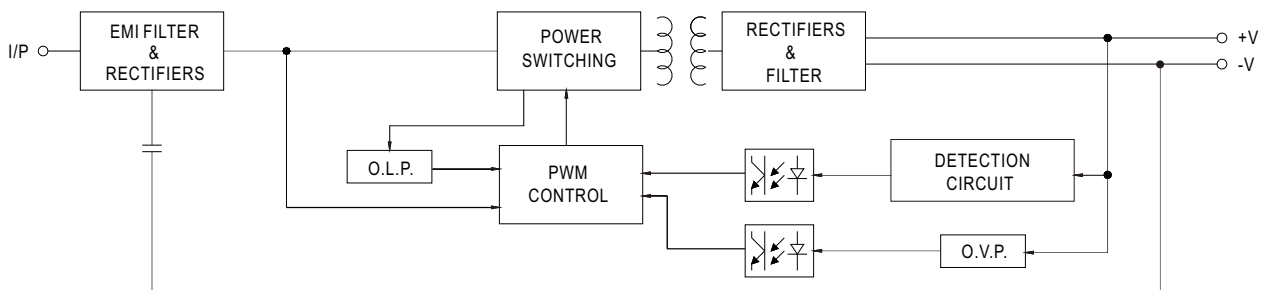 I/P
EMI FILTER
&
RECTIFIERS
POWER
SWITCHING
RECTIFIERS
&
FILTER
+V
-V
O.L.P.
PWM
CONTROL
DETECTION
CIRCUIT
O.V.P.